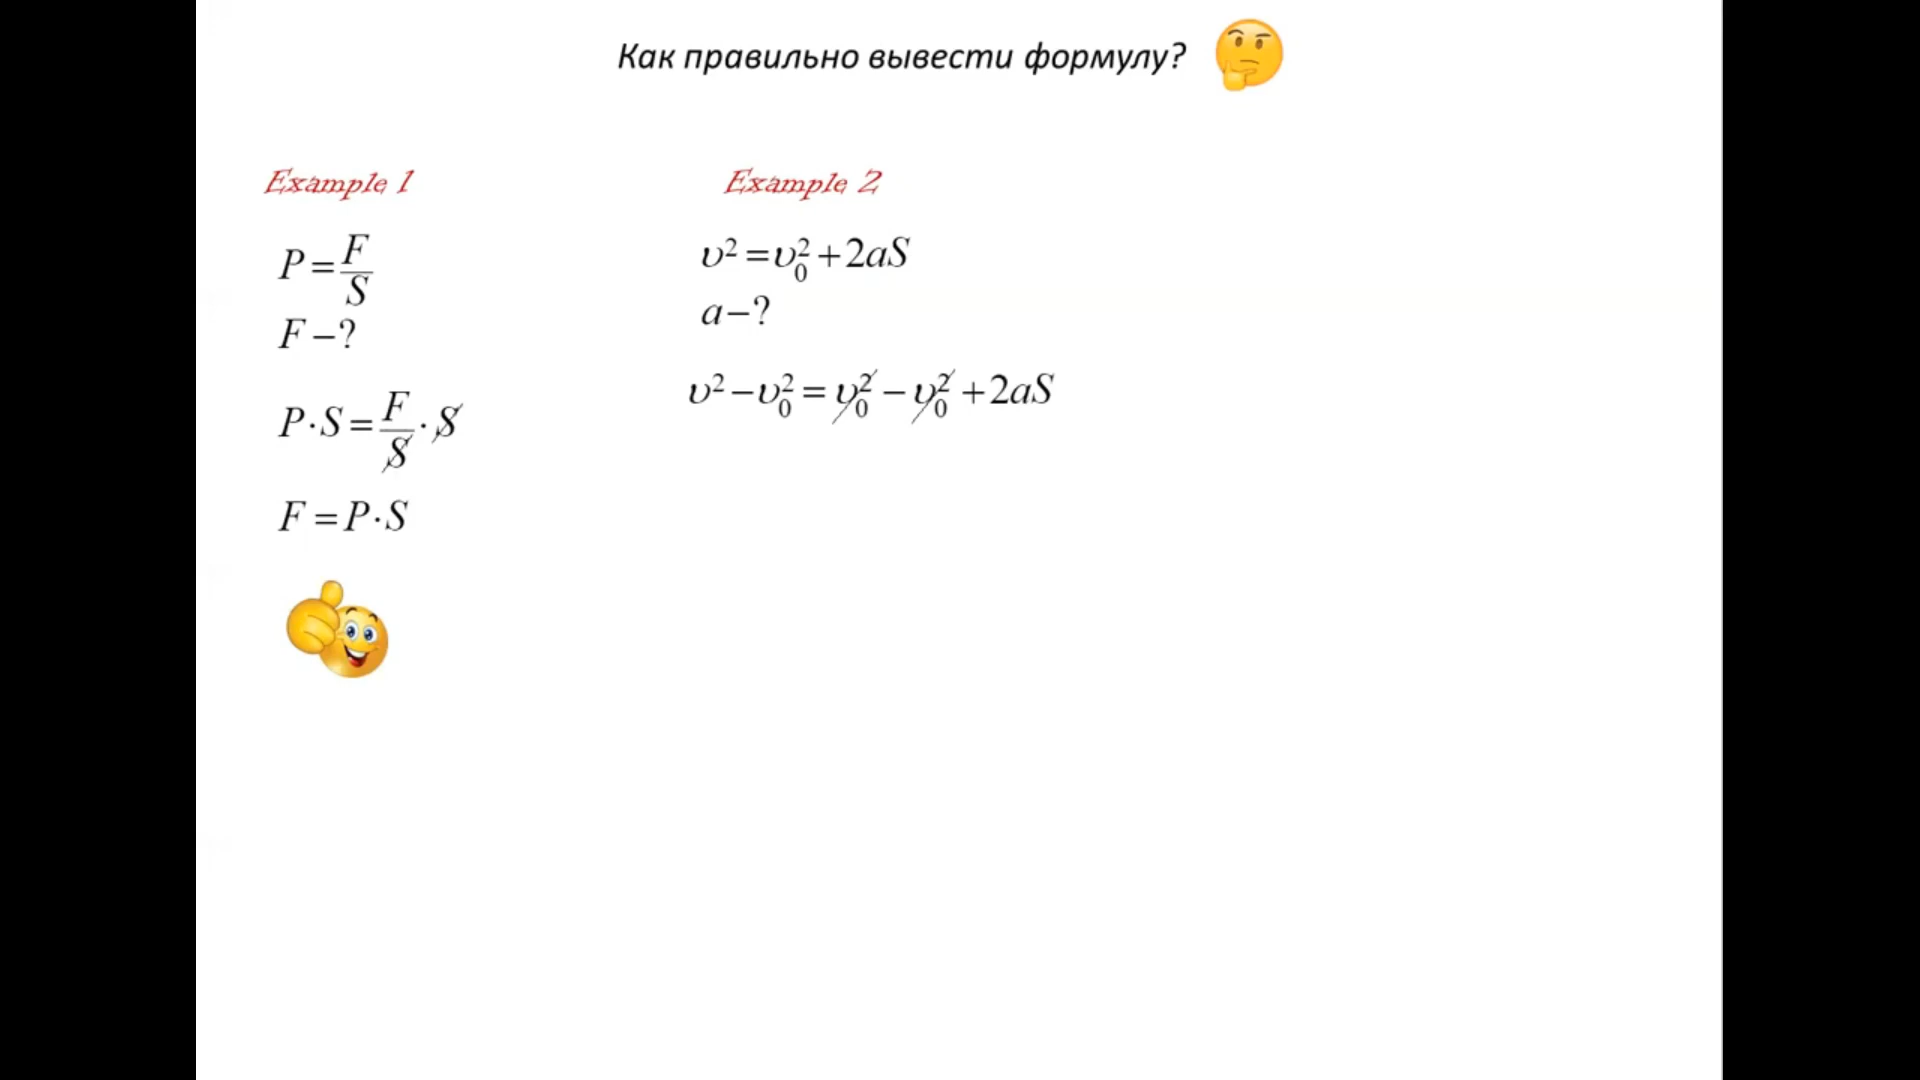 Как правильно вывести формулу?
Example 1
P = F/S
F – ?
P · S = F/S · S
F = P · S
Example 2
υ² = υ₀² + 2aS
a – ?
υ² – υ₀² = υ₀² – υ₀² + 2aS